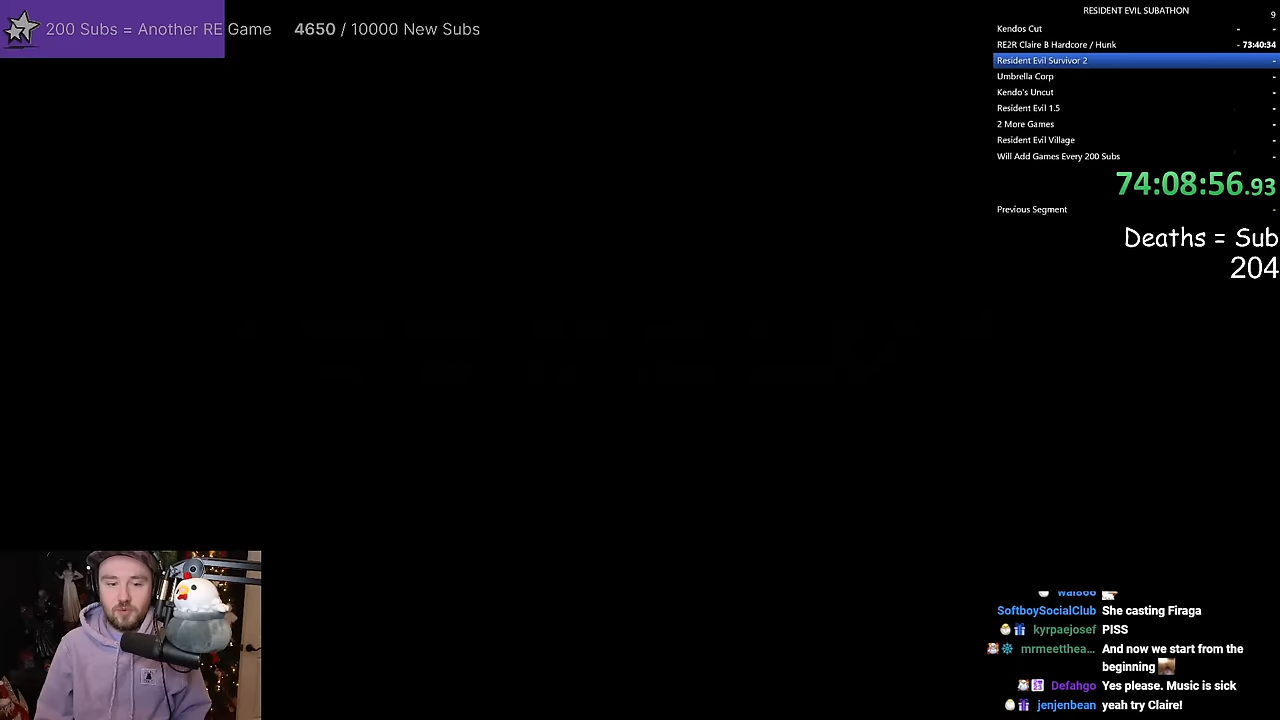 200 Subs = Another RE Game 4650 / 10000 New Subs
RESIDENT EVIL SUBATHON
9
Kendos Cut - -
RE2R Claire B Hardcore / Hunk - 73:40:34
Resident Evil Survivor 2 -
Umbrella Corp -
Kendo's Uncut -
Resident Evil 1.5 -
2 More Games -
Resident Evil Village -
Will Add Games Every 200 Subs -
74:08:56.93
Previous Segment -
Deaths = Sub
204
SoftboySocialClub She casting Firaga
kyrpaejosef PISS
mrmeetthea... And now we start from the
beginning
Defahgo Yes please. Music is sick
jenjenbean yeah try Claire!